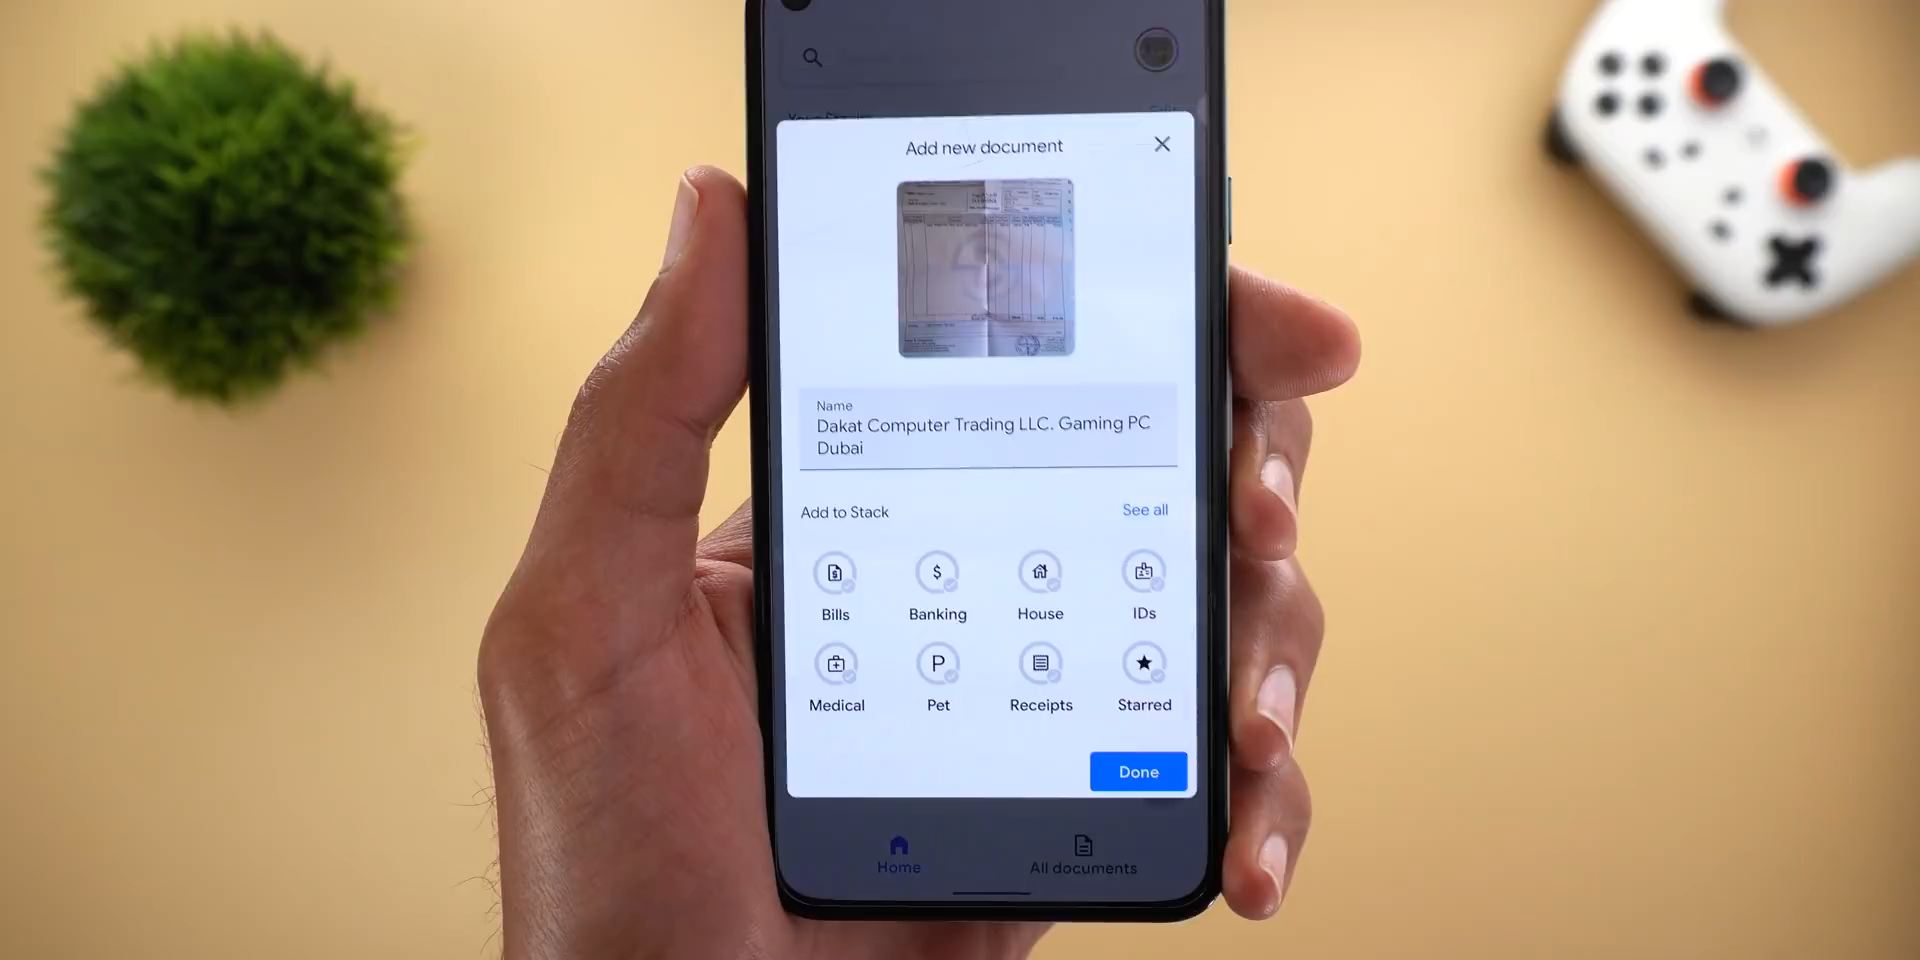 Add new document
Name
Dakat Computer Trading LLC. Gaming PC
Dubai
Add to Stack
See all
Bills
Banking
House
IDs
Medical
P
Pet
Receipts
Starred
Done
Home
All documents